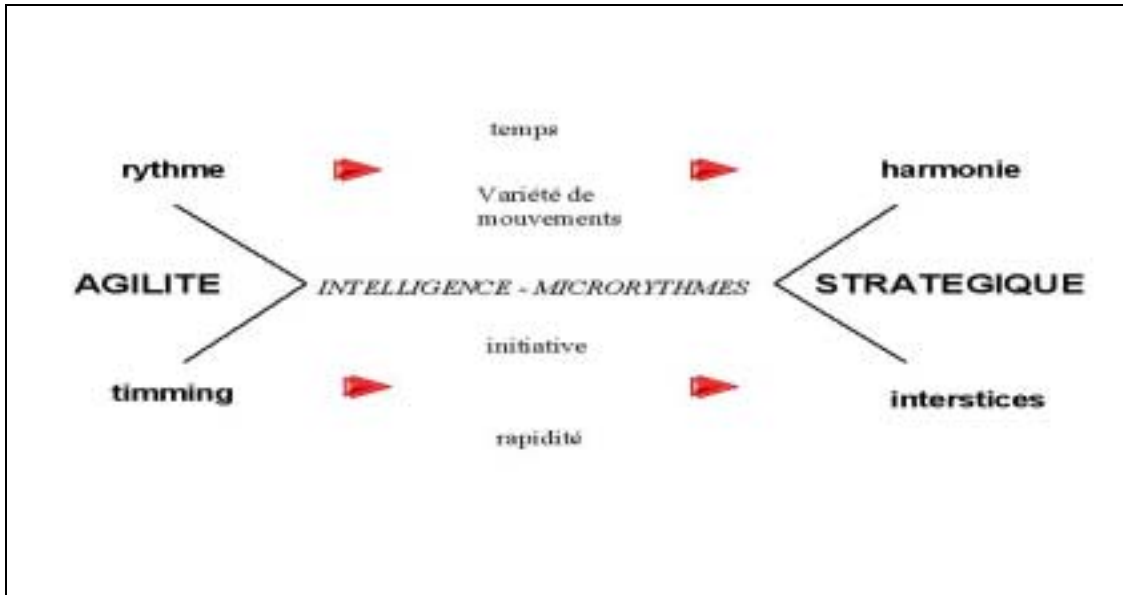 temps
rythme
harmonie
Variété de
mouvements
AGILITE
INTELLIGENCE - MICRORYTHMES
STRATEGIQUE
initiative
timming
interstices
rapidité